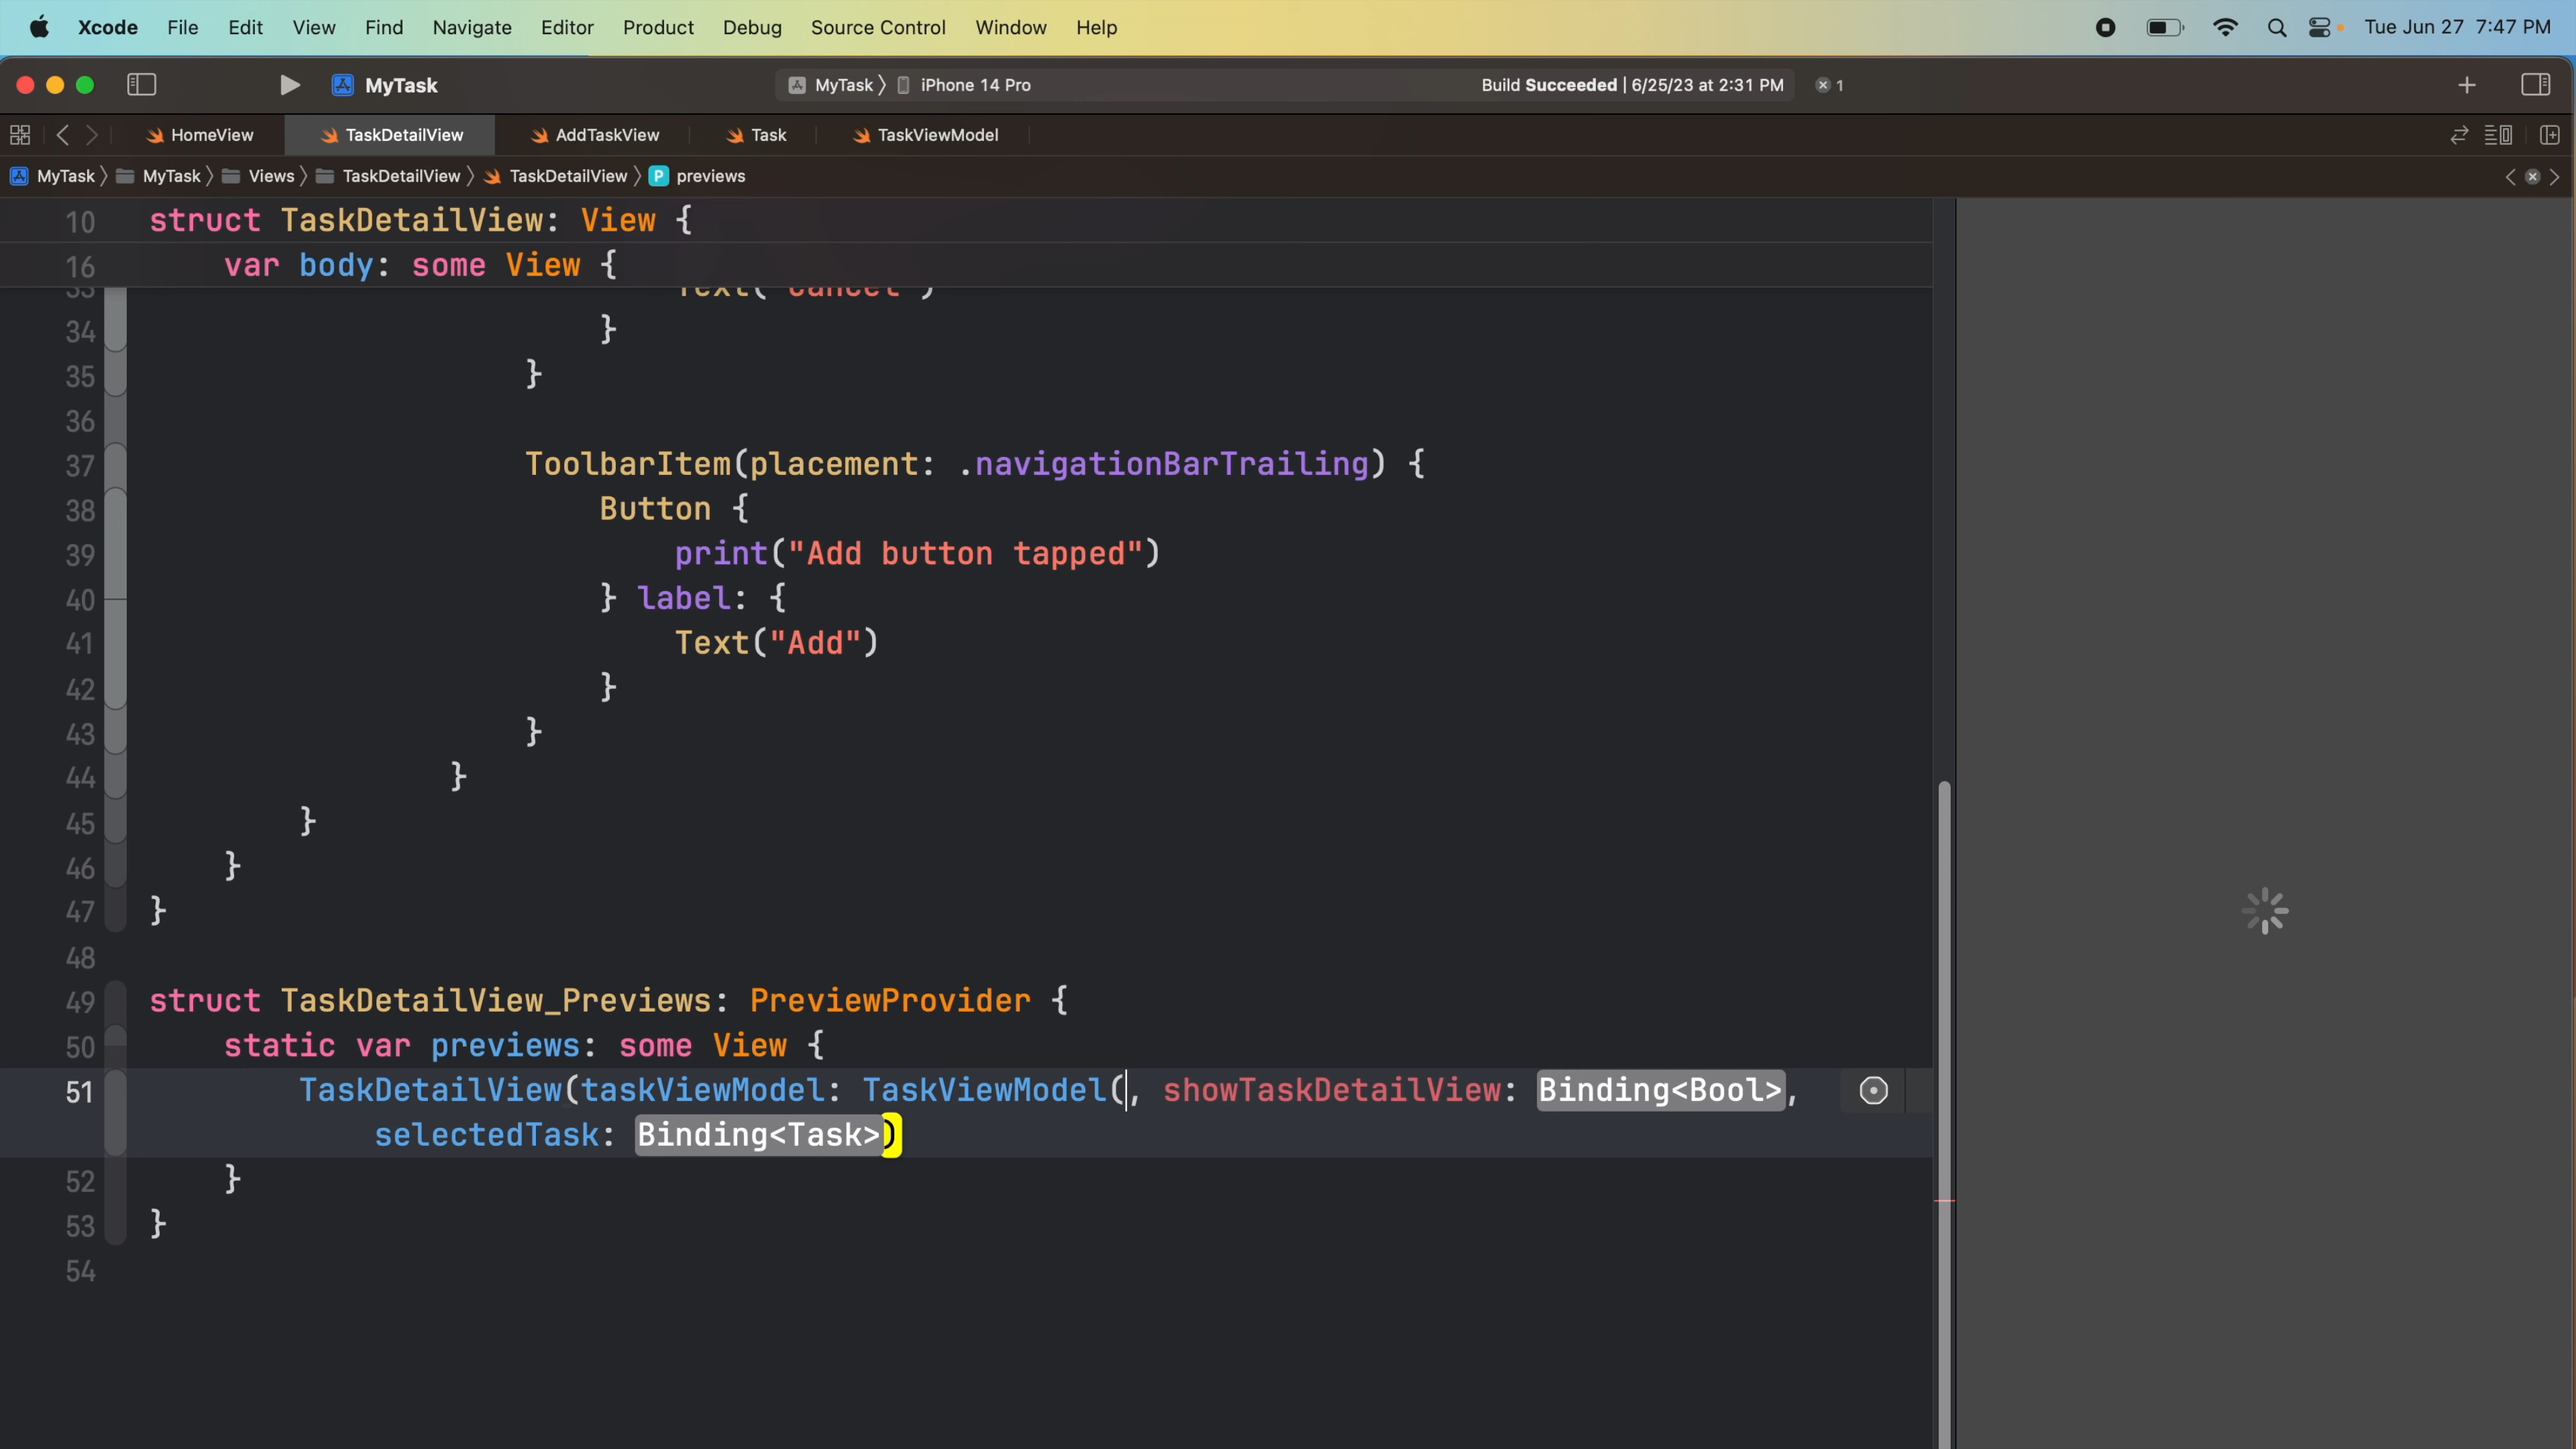 Xcode File Edit View Find Navigate Editor Product Debug Source Control Window Help Tue Jun 27 7:47 PM
MyTask MyTask 〉 iPhone 14 Pro Build Succeeded | 6/25/23 at 2:31 PM 1
HomeView TaskDetailView AddTaskView Task TaskViewModel
MyTask 〉 MyTask 〉 Views 〉 TaskDetailView 〉 TaskDetailView 〉 P previews
10 struct TaskDetailView: View {
16 var body: some View {
33 Text("Cancel")
34 }
35 }
36
37 ToolbarItem(placement: .navigationBarTrailing) {
38 Button {
39 print("Add button tapped")
40 } label: {
41 Text("Add")
42 }
43 }
44 }
45 }
46 }
47 }
48
49 struct TaskDetailView_Previews: PreviewProvider {
50 static var previews: some View {
51 TaskDetailView(taskViewModel: TaskViewModel(, showTaskDetailView: Binding<Bool>,
selectedTask: Binding<Task>)
52 }
53 }
54